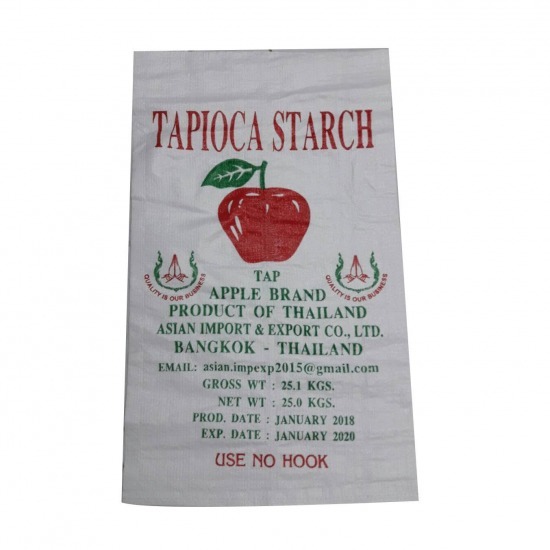 TAPIOCA STARCH
TAP
QUALITY IS OUR BUSINESS
QUALITY IS OUR BUSINESS
APPLE BRAND
PRODUCT OF THAILAND
ASIAN IMPORT & EXPORT CO., LTD.
BANGKOK - THAILAND
EMAIL: asian.impexp2015@gmail.com
GROSS WT : 25.1 KGS.
NET WT : 25.0 KGS.
PROD. DATE : JANUARY 2018
EXP. DATE : JANUARY 2020
USE NO HOOK